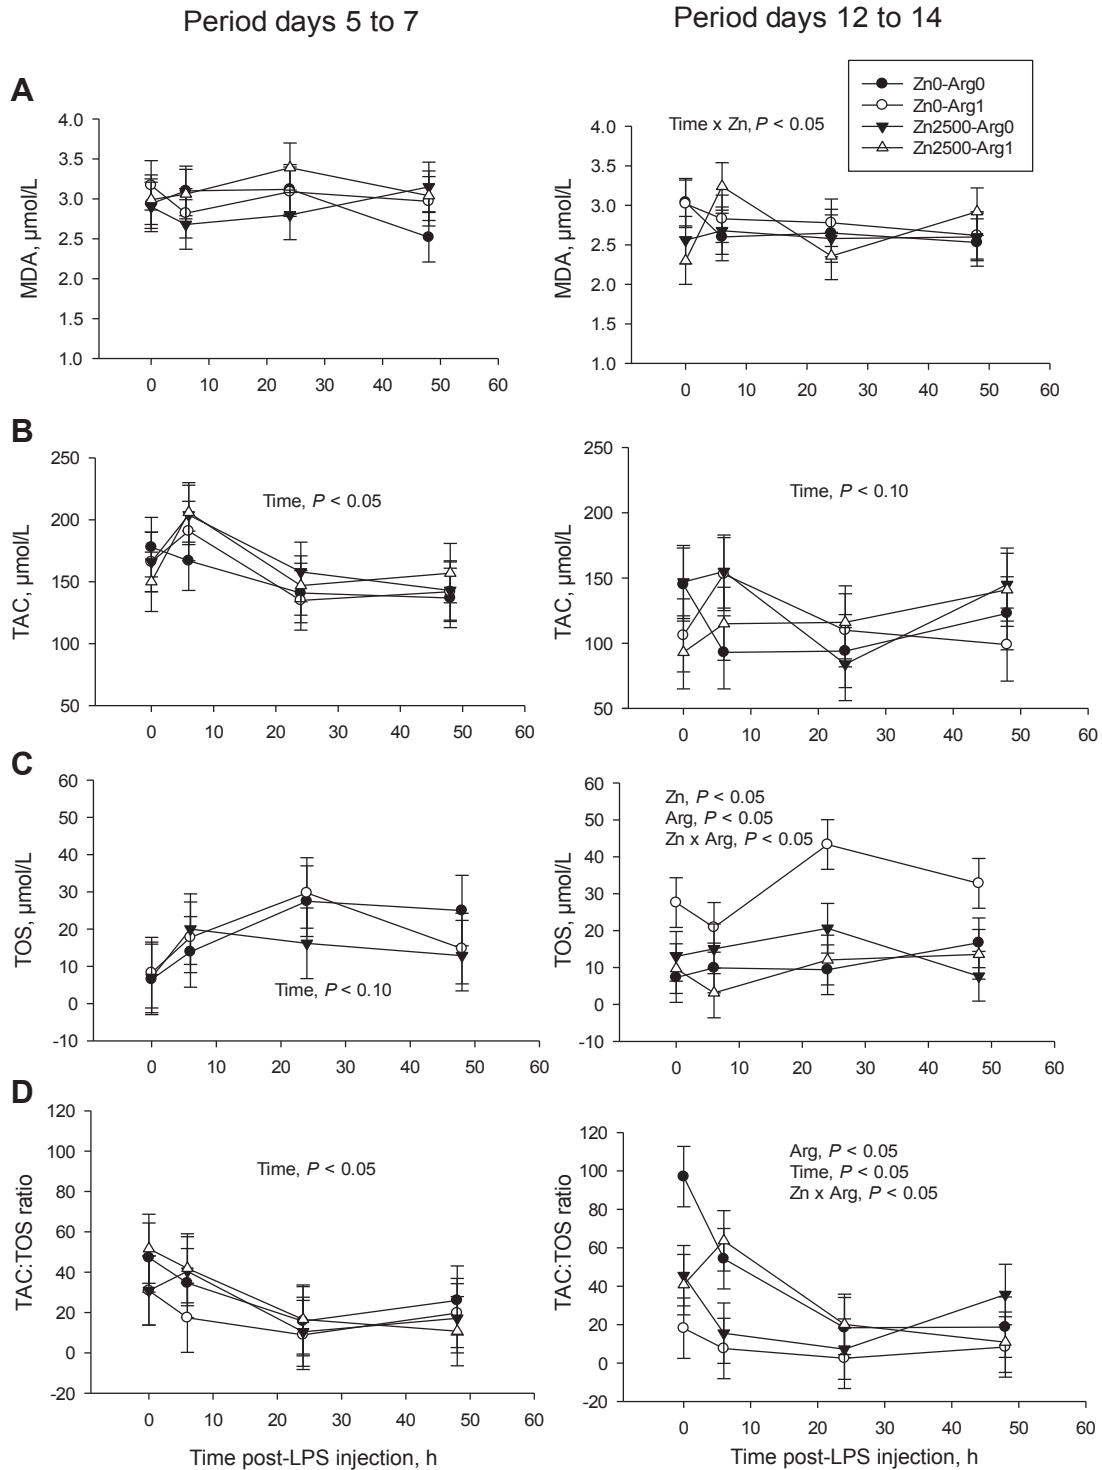 Period days 5 to 7
Period days 12 to 14
Zn0-Arg0
Zn0-Arg1
Zn2500-Arg0
Zn2500-Arg1
A
MDA, µmol/L
4.0
3.5
3.0
2.5
2.0
1.5
1.0
0 10 20 30 40 50 60
Time x Zn, P < 0.05
MDA, µmol/L
4.0
3.5
3.0
2.5
2.0
1.5
1.0
0 10 20 30 40 50 60
B
TAC, µmol/L
250
200
150
100
50
Time, P < 0.05
0 10 20 30 40 50 60
TAC, µmol/L
250
200
150
100
50
Time, P < 0.10
0 10 20 30 40 50 60
C
TOS, µmol/L
60
50
40
30
20
10
0
-10
Time, P < 0.10
0 10 20 30 40 50 60
TOS, µmol/L
60
50
40
30
20
10
0
-10
Zn, P < 0.05
Arg, P < 0.05
Zn x Arg, P < 0.05
0 10 20 30 40 50 60
D
TAC:TOS ratio
120
100
80
60
40
20
0
-20
Time, P < 0.05
0 10 20 30 40 50 60
Time post-LPS injection, h
TAC:TOS ratio
120
100
80
60
40
20
0
-20
Arg, P < 0.05
Time, P < 0.05
Zn x Arg, P < 0.05
0 10 20 30 40 50 60
Time post-LPS injection, h